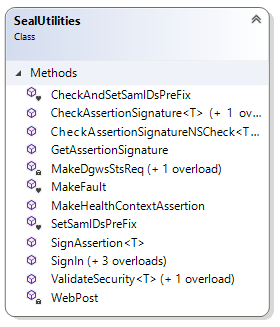 SealUtilities
Class
Methods
CheckAndSetSamlDsPreFix
CheckAssertionSignature<T> (+ 1 ov...
CheckAssertionSignatureNSCheck<T...
GetAssertionSignature
MakeDgwsStsReq (+ 1 overload)
MakeFault
MakeHealthContextAssertion
SetSamlDsPreFix
SignAssertion<T>
SignIn (+ 3 overloads)
ValidateSecurity<T> (+ 1 overload)
WebPost